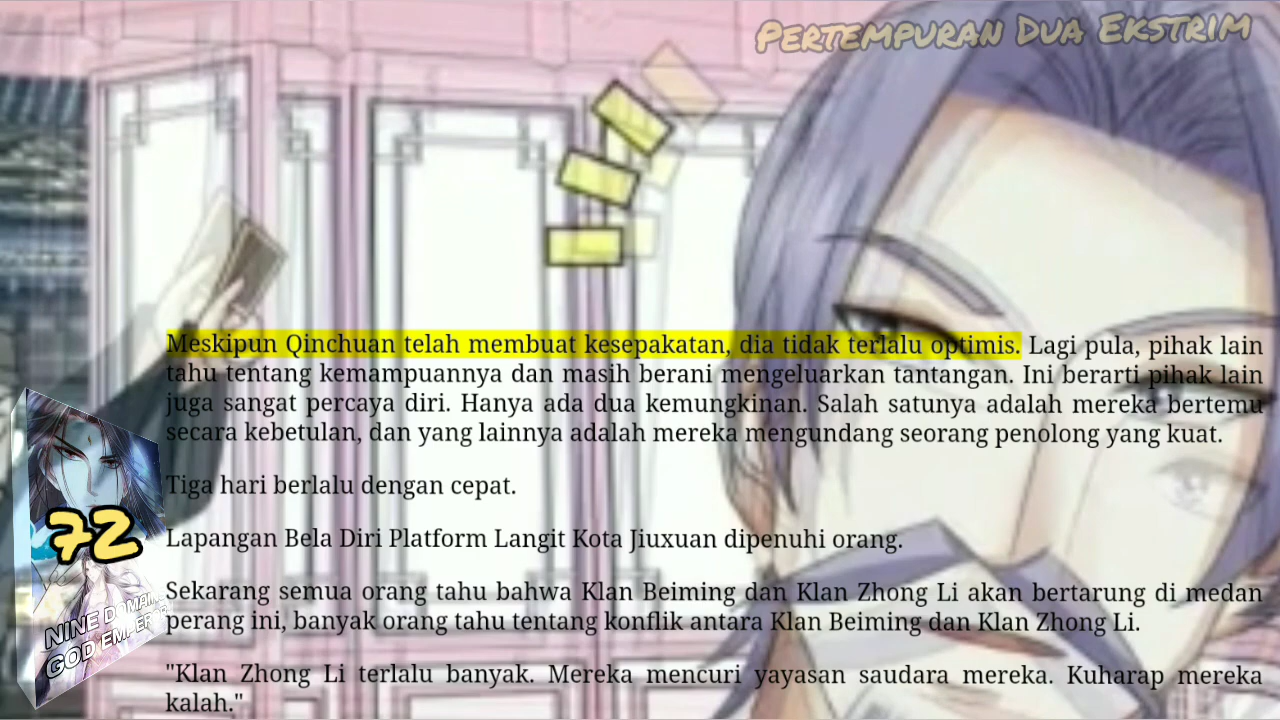 Pertempuran Dua Ekstrim
Meskipun Qinchuan telah membuat kesepakatan, dia tidak terlalu optimis. Lagi pula, pihak lain
tahu tentang kemampuannya dan masih berani mengeluarkan tantangan. Ini berarti pihak lain
juga sangat percaya diri. Hanya ada dua kemungkinan. Salah satunya adalah mereka bertemu
secara kebetulan, dan yang lainnya adalah mereka mengundang seorang penolong yang kuat.
Tiga hari berlalu dengan cepat.
Lapangan Bela Diri Platform Langit Kota Jiuxuan dipenuhi orang.
Sekarang semua orang tahu bahwa Klan Beiming dan Klan Zhong Li akan bertarung di medan
perang ini, banyak orang tahu tentang konflik antara Klan Beiming dan Klan Zhong Li.
"Klan Zhong Li terlalu banyak. Mereka mencuri yayasan saudara mereka. Kuharap mereka
kalah."
72
NINE DOMAIN
GOD EMPEROR